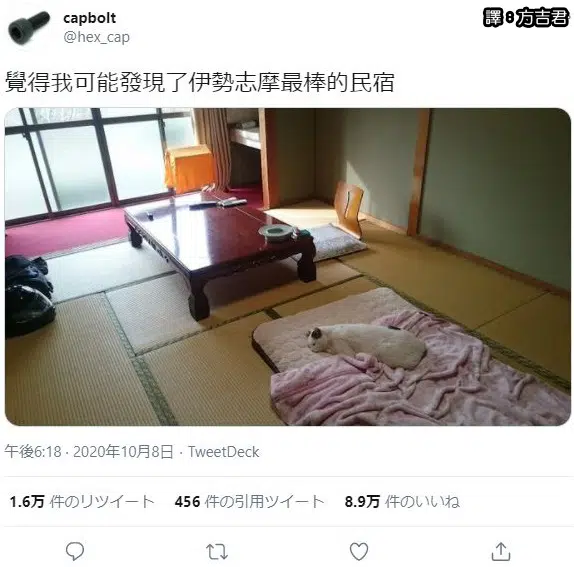 capbolt
@hex_cap
譯8方吉君
覺得我可能發現了伊勢志摩最棒的民宿
午後6:18 · 2020年10月8日 · TweetDeck
1.6万 件のリツイート 456 件の引用ツイート 8.9万 件のいいね